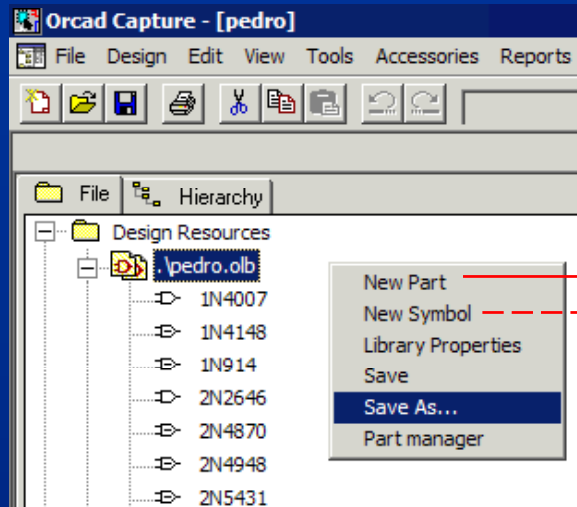 Orcad Capture - [pedro]
File Design Edit View Tools Accessories Reports
File Hierarchy
Design Resources
.\pedro.olb
1N4007
1N4148
1N914
2N2646
2N4870
2N4948
2N5431
New Part
New Symbol
Library Properties
Save
Save As...
Part manager